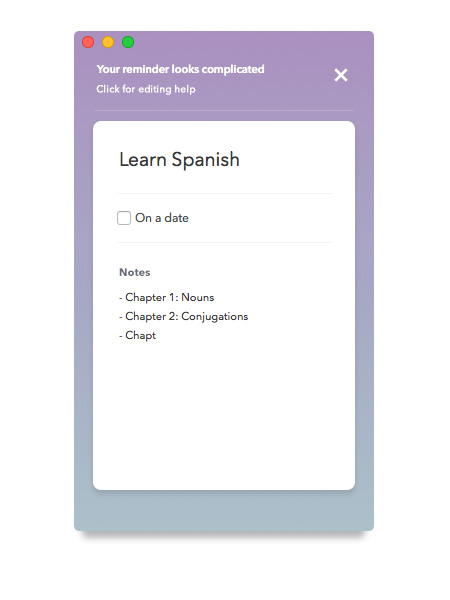 Your reminder looks complicated
Click for editing help
Learn Spanish
On a date
Notes
- Chapter 1: Nouns
- Chapter 2: Conjugations
- Chapt